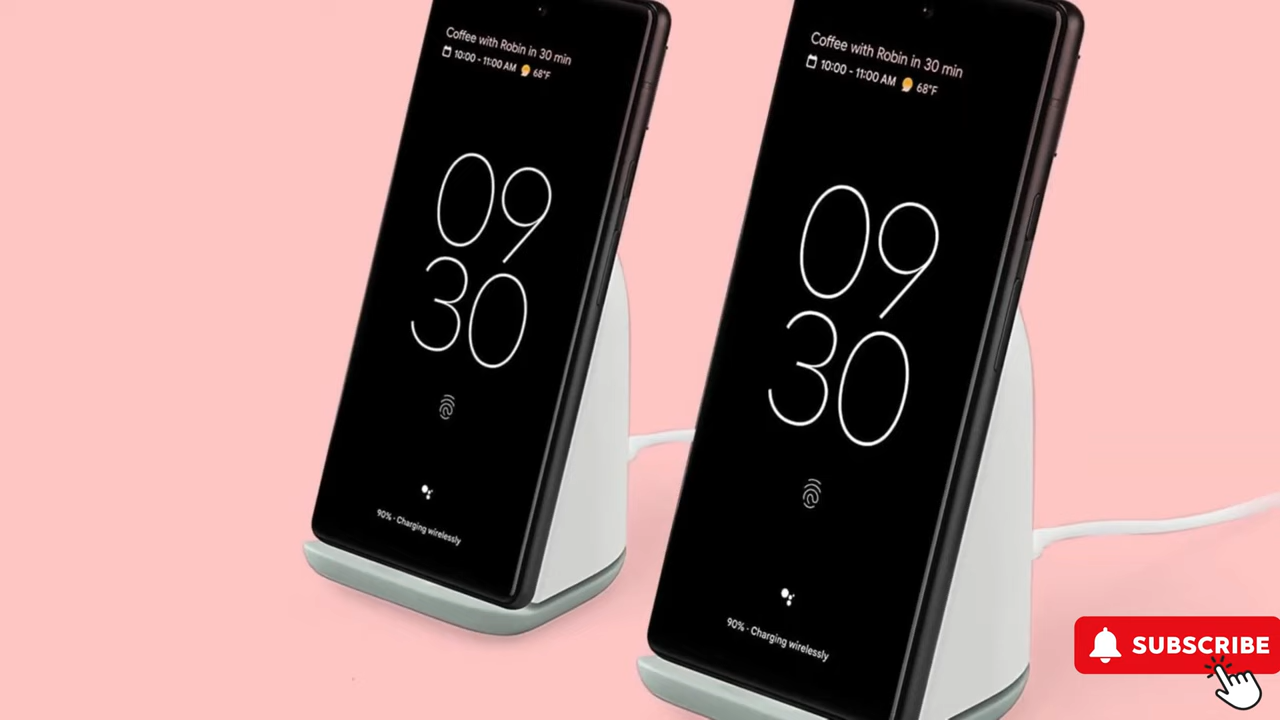 Coffee with Robin in 30 min
10:00 - 11:00 AM 68°F
09
30
90% · Charging wirelessly
Coffee with Robin in 30 min
10:00 - 11:00 AM 68°F
09
30
90% · Charging wirelessly
SUBSCRIBE